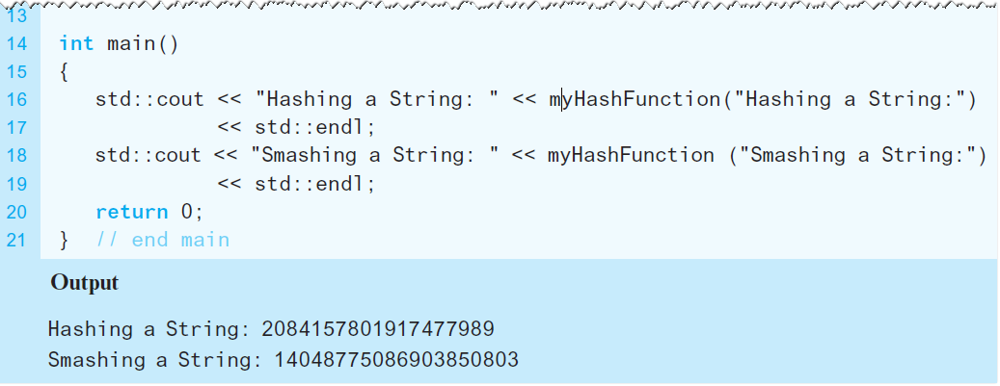 13
14 int main()
15 {
16 std::cout << "Hashing a String: " << myHashFunction("Hashing a String:")
17 << std::endl;
18 std::cout << "Smashing a String: " << myHashFunction ("Smashing a String:")
19 << std::endl;
20 return 0;
21 } // end main
Output
Hashing a String: 2084157801917477989
Smashing a String: 14048775086903850803